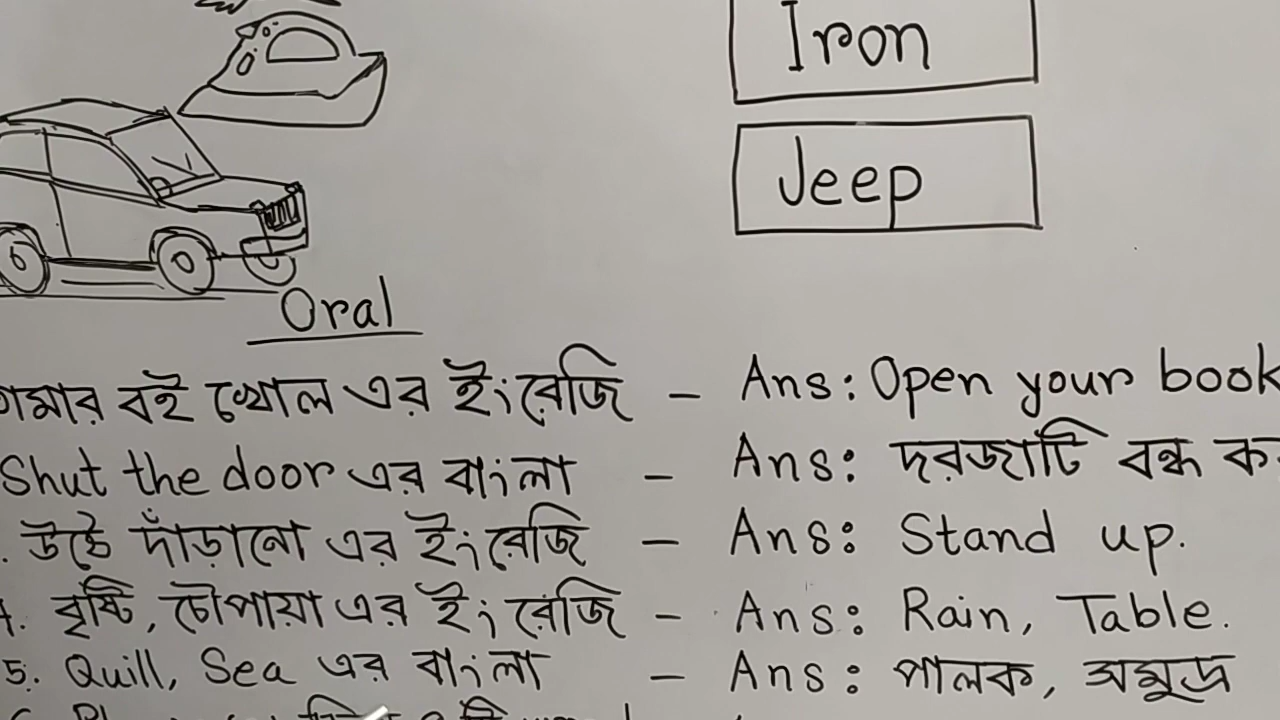 Iron
Jeep
Oral
বই খোল এর ইংরেজি - Ans: Open your book
Shut the door এর বাংলা - Ans: দরজাটি বন্ধ
উঠে দাঁড়ানো এর ইংরেজি - Ans: Stand up.
4. বৃষ্টি, চৌপায়া এর ইংরেজি - Ans: Rain, Table.
5. Quill, Sea এর বাংলা - Ans: পালক, সমুদ্র